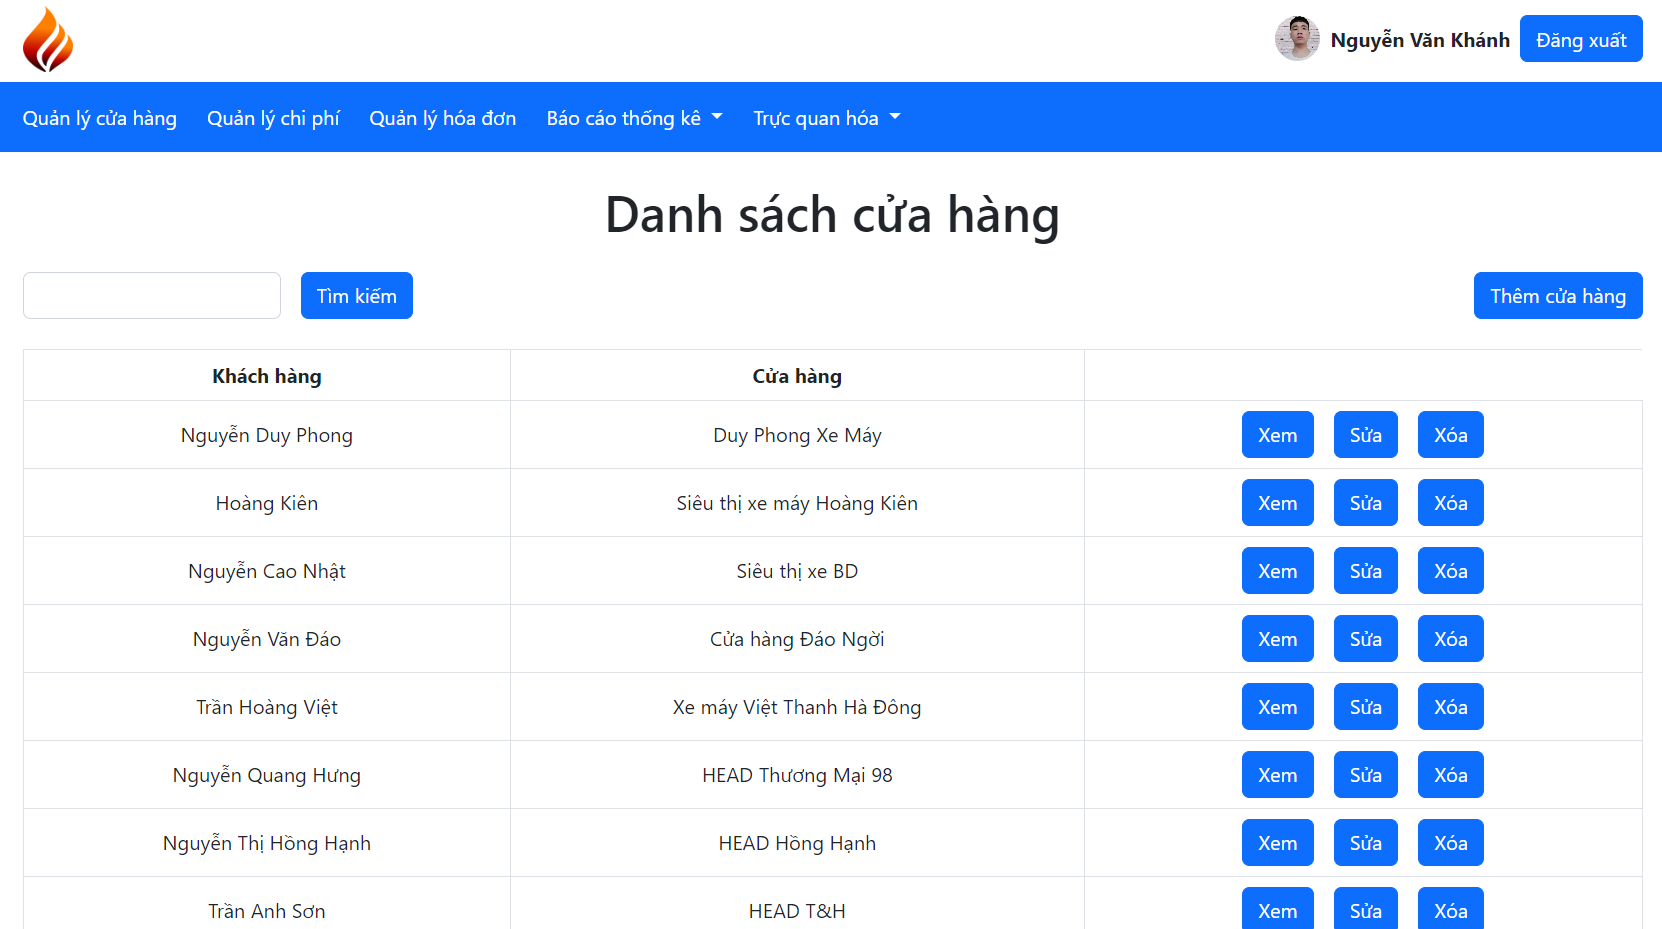 Nguyễn Văn Khánh Đăng xuất
Quản lý cửa hàng Quản lý chi phí Quản lý hóa đơn Báo cáo thống kê Trực quan hóa
Danh sách cửa hàng
Tìm kiếm Thêm cửa hàng
Khách hàng Cửa hàng
Nguyễn Duy Phong Duy Phong Xe Máy Xem Sửa Xóa
Hoàng Kiên Siêu thị xe máy Hoàng Kiên Xem Sửa Xóa
Nguyễn Cao Nhật Siêu thị xe BD Xem Sửa Xóa
Nguyễn Văn Đáo Cửa hàng Đáo Ngời Xem Sửa Xóa
Trần Hoàng Việt Xe máy Việt Thanh Hà Đông Xem Sửa Xóa
Nguyễn Quang Hưng HEAD Thương Mại 98 Xem Sửa Xóa
Nguyễn Thị Hồng Hạnh HEAD Hồng Hạnh Xem Sửa Xóa
Trần Anh Sơn HEAD T&H Xem Sửa Xóa